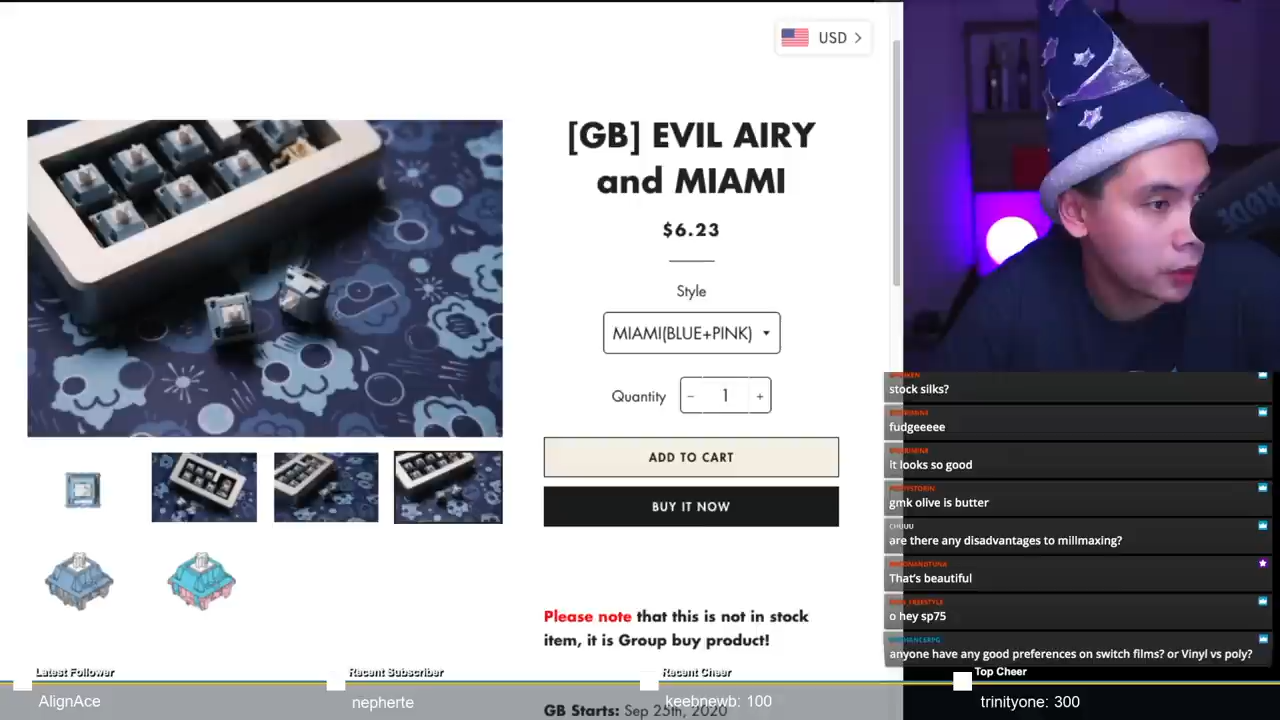 USD
[GB] EVIL AIRY
and MIAMI
$6.23
Style
MIAMI(BLUE+PINK)
Quantity
1
ADD TO CART
BUY IT NOW
Please note that this is not in stock
item, it is Group buy product!
GB Starts: Sep 25th, 2020
stock silks?
fudgeeeee
it looks so good
gmk olive is butter
CHUUU
are there any disadvantages to millmaxing?
That's beautiful
o hey sp75
anyone have any good preferences on switch films? or Vinyl vs poly?
Latest Follower
AlignAce
Recent Subscriber
nepherte
Recent Cheer
keebnewb: 100
Top Cheer
trinityone: 300